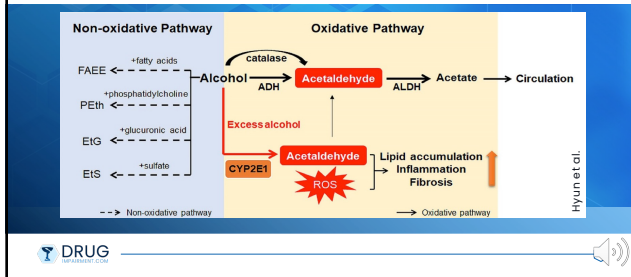 Non-oxidative Pathway
Oxidative Pathway
+fatty acids
FAEE
+phosphatidylcholine
PEth
+glucuronic acid
EtG
+sulfate
EtS
Alcohol
catalase
ADH
Acetaldehyde
ALDH
Acetate
Circulation
Excess alcohol
CYP2E1
Acetaldehyde
ROS
Lipid accumulation
Inflammation
Fibrosis
Non-oxidative pathway
Oxidative pathway
Hyun et al.
DRUG
IMPAIRMENT.COM